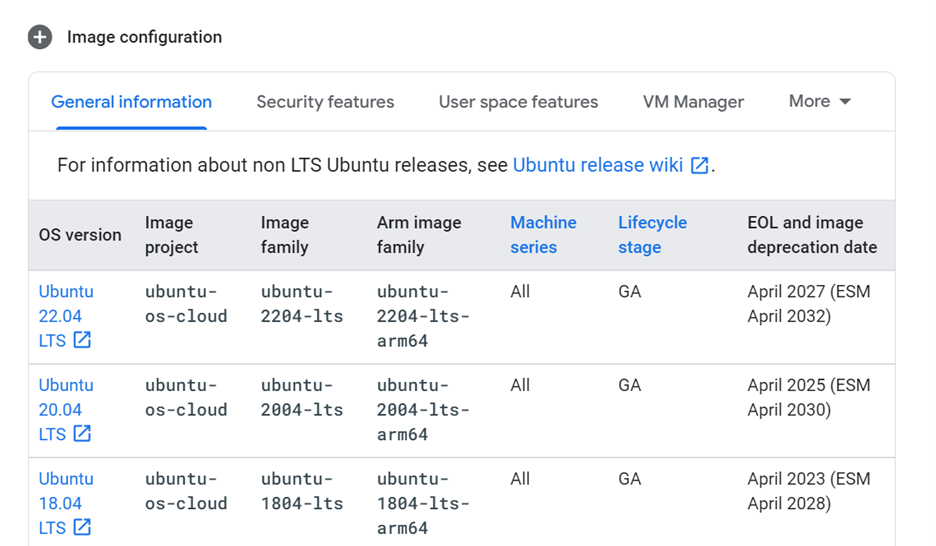 Image configuration
General information Security features User space features VM Manager More
For information about non LTS Ubuntu releases, see Ubuntu release wiki.
OS version Image project Image family Arm image family Machine series Lifecycle stage EOL and image deprecation date
Ubuntu 22.04 LTS ubuntu-os-cloud ubuntu-2204-lts ubuntu-2204-lts-arm64 All GA April 2027 (ESM April 2032)
Ubuntu 20.04 LTS ubuntu-os-cloud ubuntu-2004-lts ubuntu-2004-lts-arm64 All GA April 2025 (ESM April 2030)
Ubuntu 18.04 LTS ubuntu-os-cloud ubuntu-1804-lts ubuntu-1804-lts-arm64 All GA April 2023 (ESM April 2028)